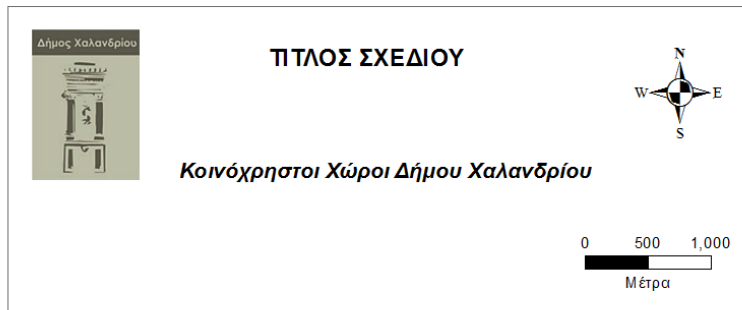 Δήμος Χαλανδρίου
ΤΙΤΛΟΣ ΣΧΕΔΙΟΥ
Κοινόχρηστοι Χώροι Δήμου Χαλανδρίου
N
W E
S
0 500 1,000
Μέτρα